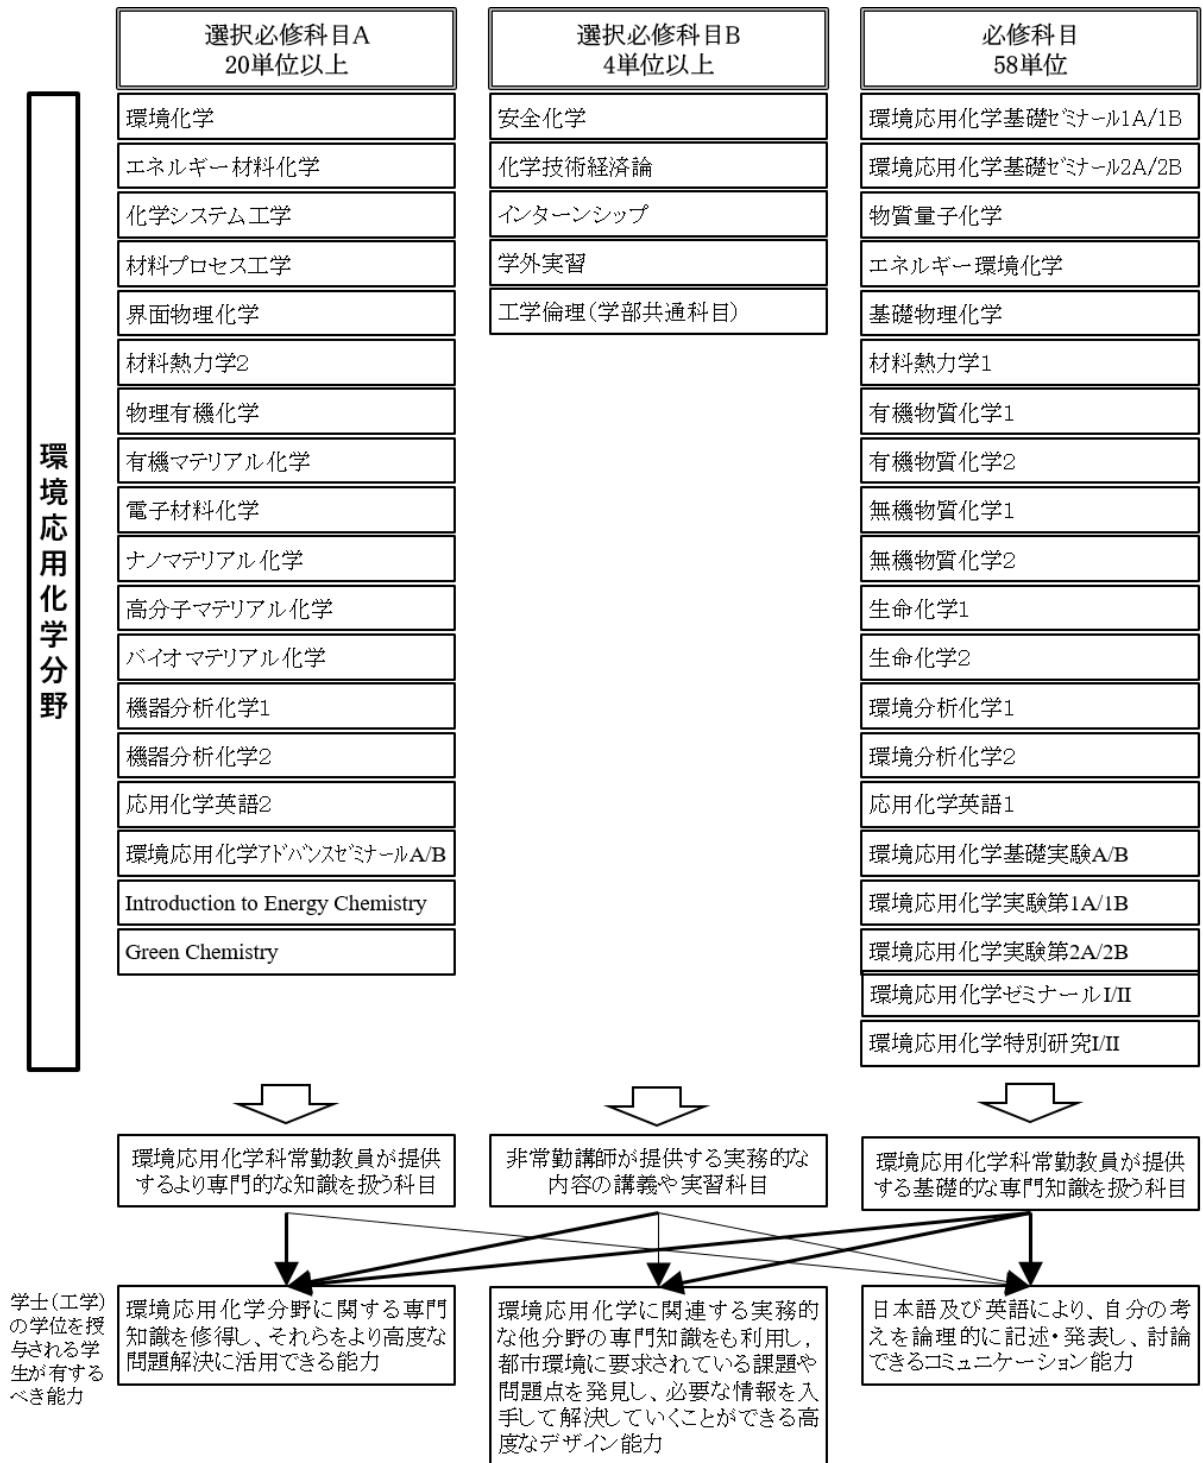 選択必修科目A
20単位以上
選択必修科目B
4単位以上
必修科目
58単位
環境応用化学分野
環境化学
エネルギー材料化学
化学システム工学
材料プロセス工学
界面物理化学
材料熱力学2
物理有機化学
有機マテリアル化学
電子材料化学
ナノマテリアル化学
高分子マテリアル化学
バイオマテリアル化学
機器分析化学1
機器分析化学2
応用化学英語2
環境応用化学ｱﾄﾞﾊﾞﾝｽｾﾞﾐﾅｰﾙA/B
Introduction to Energy Chemistry
Green Chemistry
安全化学
化学技術経済論
インターンシップ
学外実習
工学倫理(学部共通科目)
環境応用化学基礎ｾﾞﾐﾅｰﾙ1A/1B
環境応用化学基礎ｾﾞﾐﾅｰﾙ2A/2B
物質量子化学
エネルギー環境化学
基礎物理化学
材料熱力学1
有機物質化学1
有機物質化学2
無機物質化学1
無機物質化学2
生命化学1
生命化学2
環境分析化学1
環境分析化学2
応用化学英語1
環境応用化学基礎実験A/B
環境応用化学実験第1A/1B
環境応用化学実験第2A/2B
環境応用化学ゼミナールI/II
環境応用化学特別研究I/II
環境応用化学科常勤教員が提供
するより専門的な知識を扱う科目
非常勤講師が提供する実務的な
内容の講義や実習科目
環境応用化学科常勤教員が提供
する基礎的な専門知識を扱う科目
学士(工学)
の学位を授
与される学
生が有する
べき能力
環境応用化学分野に関する専門
知識を修得し、それらをより高度な
問題解決に活用できる能力
環境応用化学に関連する実務的
な他分野の専門知識をも利用し，
都市環境に要求されている課題や
問題点を発見し、必要な情報を入
手して解決していくことができる高
度なデザイン能力
日本語及び英語により、自分の考
えを論理的に記述・発表し、討論
できるコミュニケーション能力